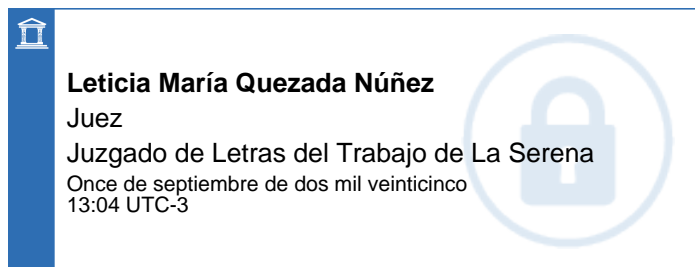 Leticia María Quezada Núñez
Juez
Juzgado de Letras del Trabajo de La Serena
Once de septiembre de dos mil veinticinco
13:04 UTC-3